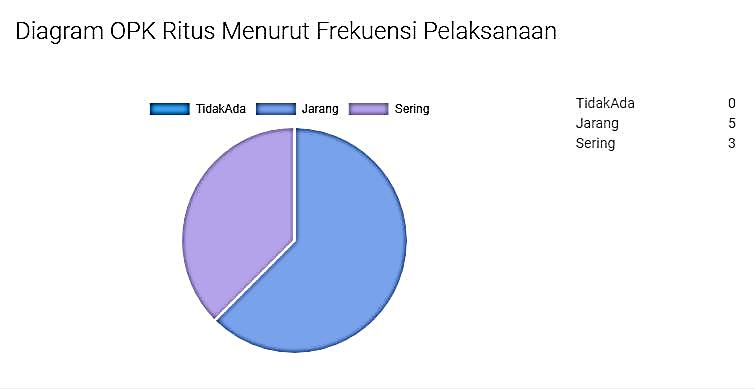 Diagram OPK Ritus Menurut Frekuensi Pelaksanaan
TidakAda Jarang Sering
TidakAda 0
Jarang 5
Sering 3